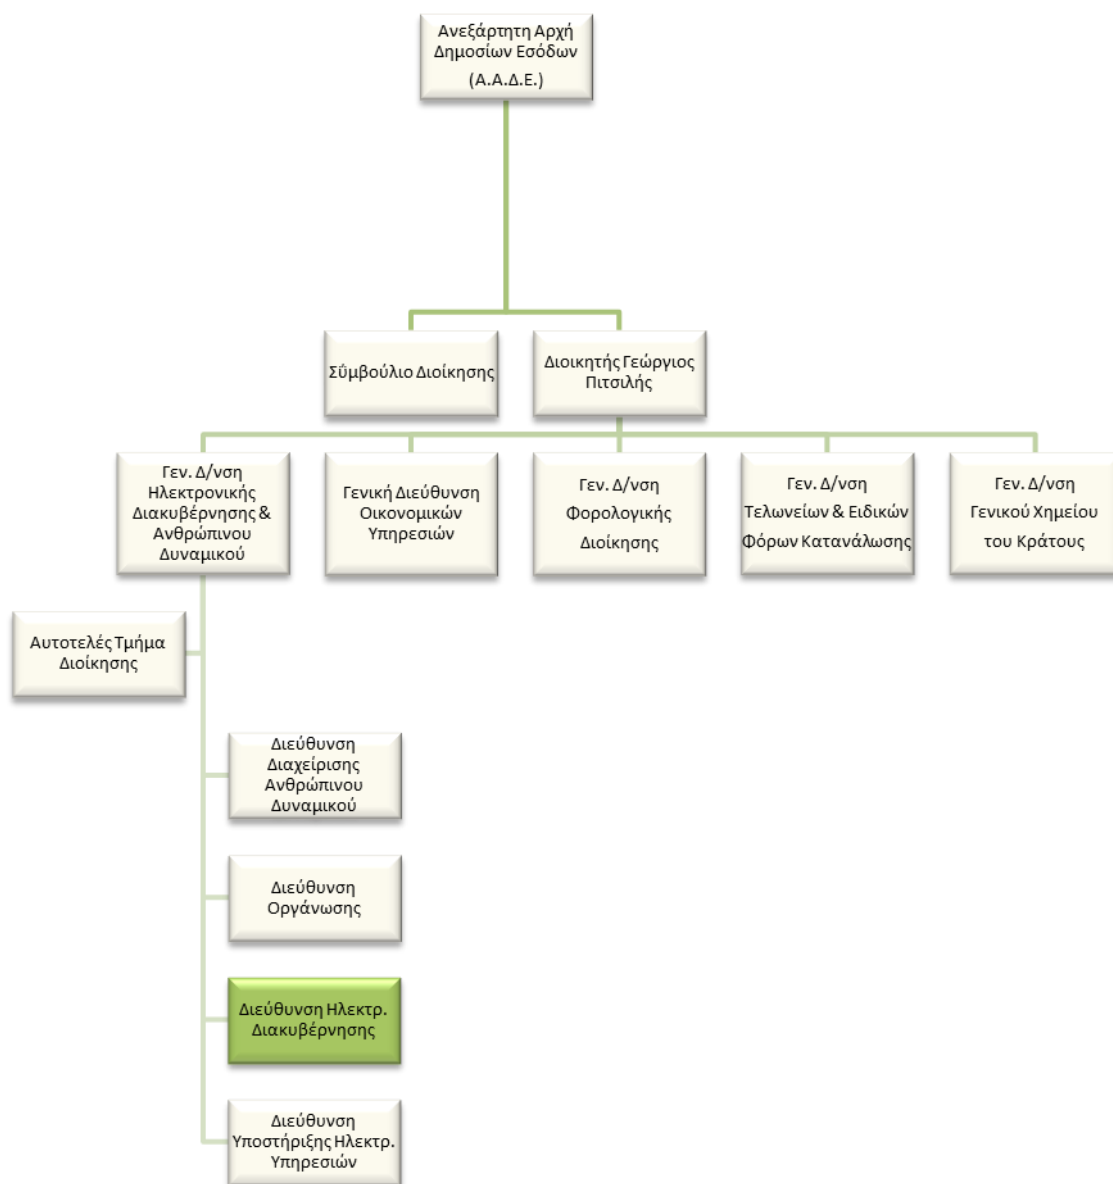 Ανεξάρτητη Αρχή
Δημοσίων Εσόδων
(Α.Α.Δ.Ε.)
Σΰμβούλιο Διοίκησης
Διοικητής Γεώργιος
Πιτσιλής
Γεν. Δ/νση
Ηλεκτρονικής
Διακυβέρνησης &
Ανθρώπινου
Δυναμικού
Γενική Διεύθυνση
Οικονομικών
Υπηρεσιών
Γεν. Δ/νση
Φορολογικής
Διοίκησης
Γεν. Δ/νση
Τελωνείων & Ειδικών
Φόρων Κατανάλωσης
Γεν. Δ/νση
Γενικού Χημείου
του Κράτους
Αυτοτελές Τμήμα
Διοίκησης
Διεύθυνση
Διαχείρισης
Ανθρώπινου
Δυναμικού
Διεύθυνση
Οργάνωσης
Διεύθυνση Ηλεκτρ.
Διακυβέρνησης
Διεύθυνση
Υποστήριξης Ηλεκτρ.
Υπηρεσιών